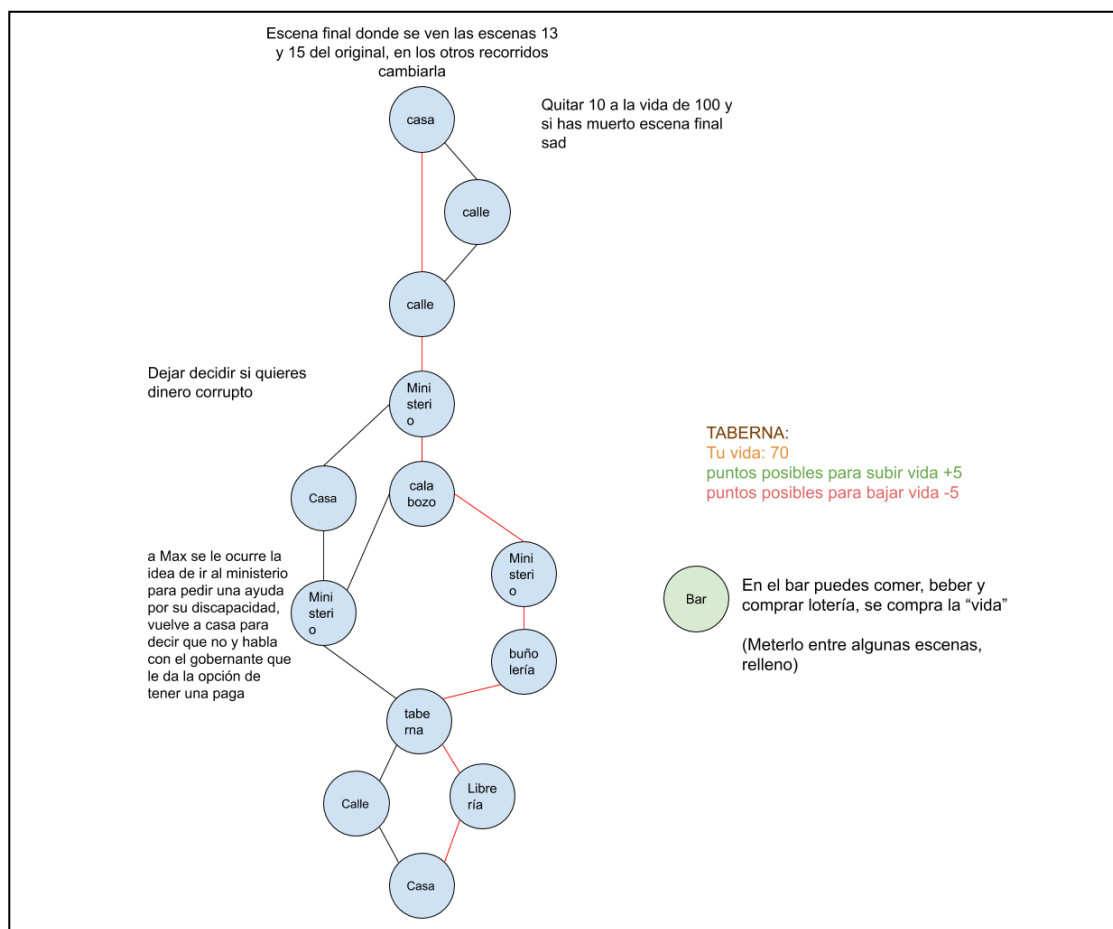 Escena final donde se ven las escenas 13
y 15 del original, en los otros recorridos
cambiarla
casa
Quitar 10 a la vida de 100 y
si has muerto escena final
sad
calle
calle
Dejar decidir si quieres
dinero corrupto
Mini
steri
o
TABERNA:
Tu vida: 70
puntos posibles para subir vida +5
puntos posibles para bajar vida -5
Casa
cala
bozo
a Max se le ocurre la
idea de ir al ministerio
para pedir una ayuda
por su discapacidad,
vuelve a casa para
decir que no y habla
con el gobernante que
le da la opción de
tener una paga
Mini
steri
o
Mini
steri
o
Bar
En el bar puedes comer, beber y
comprar lotería, se compra la “vida”
(Meterlo entre algunas escenas,
relleno)
buño
lería
tabe
rna
Calle
Libre
ría
Casa